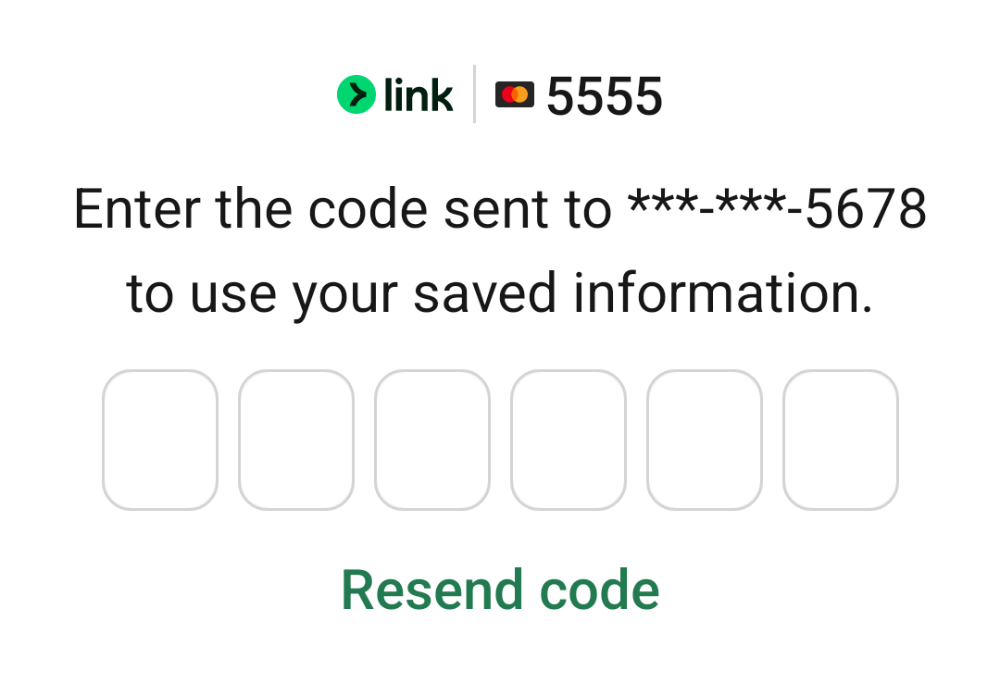 link 5555
Enter the code sent to ***-***-5678
to use your saved information.
Resend code